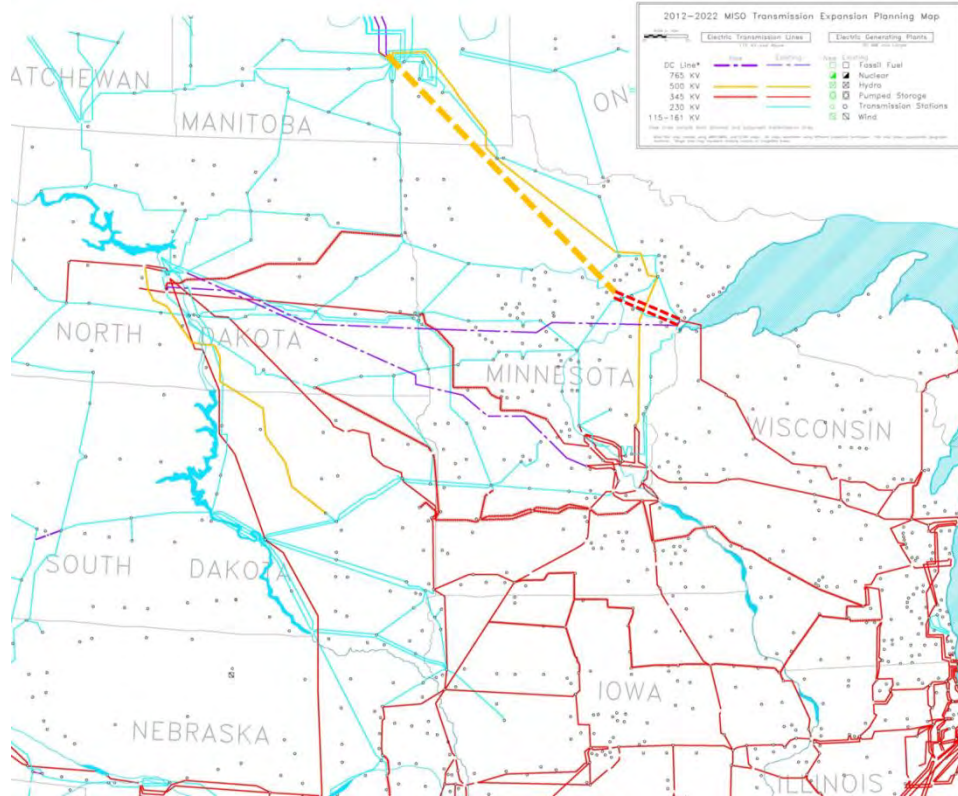 2012-2022 MISO Transmission Expansion Planning Map
Electric Transmission Lines
Electric Generating Plants
New Existing New Existing
DC Line* Fossil Fuel
765 KV Nuclear
500 KV Hydro
345 KV Pumped Storage
230 KV Transmission Stations
115-161 KV Wind
ATCHEWAN
ON
MANITOBA
NORTH DAKOTA
MINNESOTA
WISCONSIN
SOUTH DAKOTA
IOWA
NEBRASKA
ILLINOIS